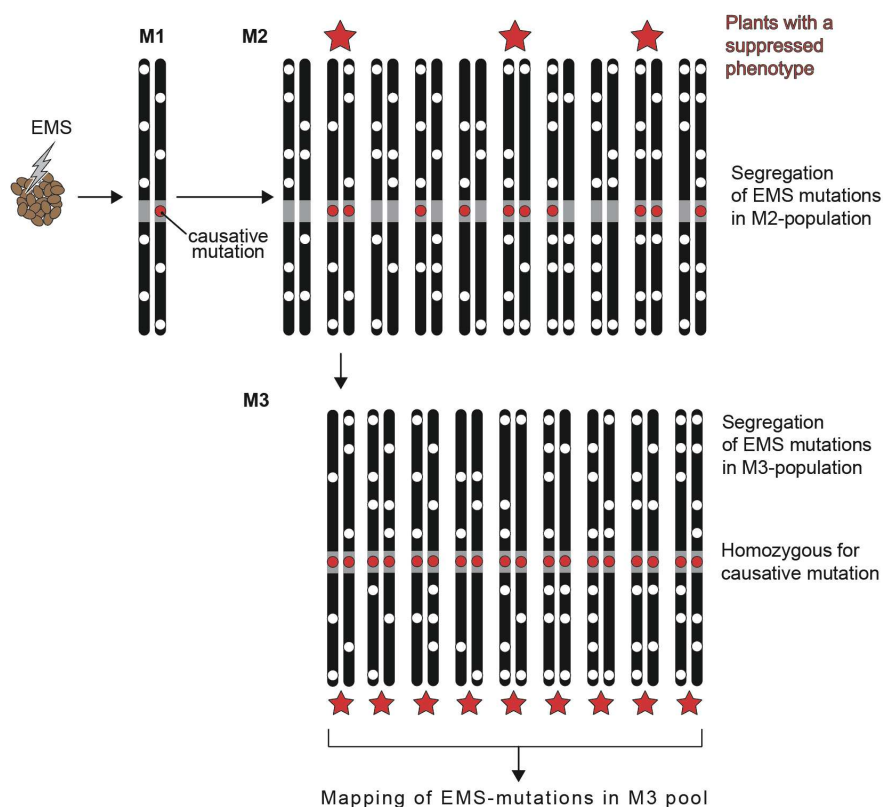 M1
M2
Plants with a
suppressed
phenotype
EMS
causative
mutation
Segregation
of EMS mutations
in M2-population
M3
Segregation
of EMS mutations
in M3-population
Homozygous for
causative mutation
Mapping of EMS-mutations in M3 pool